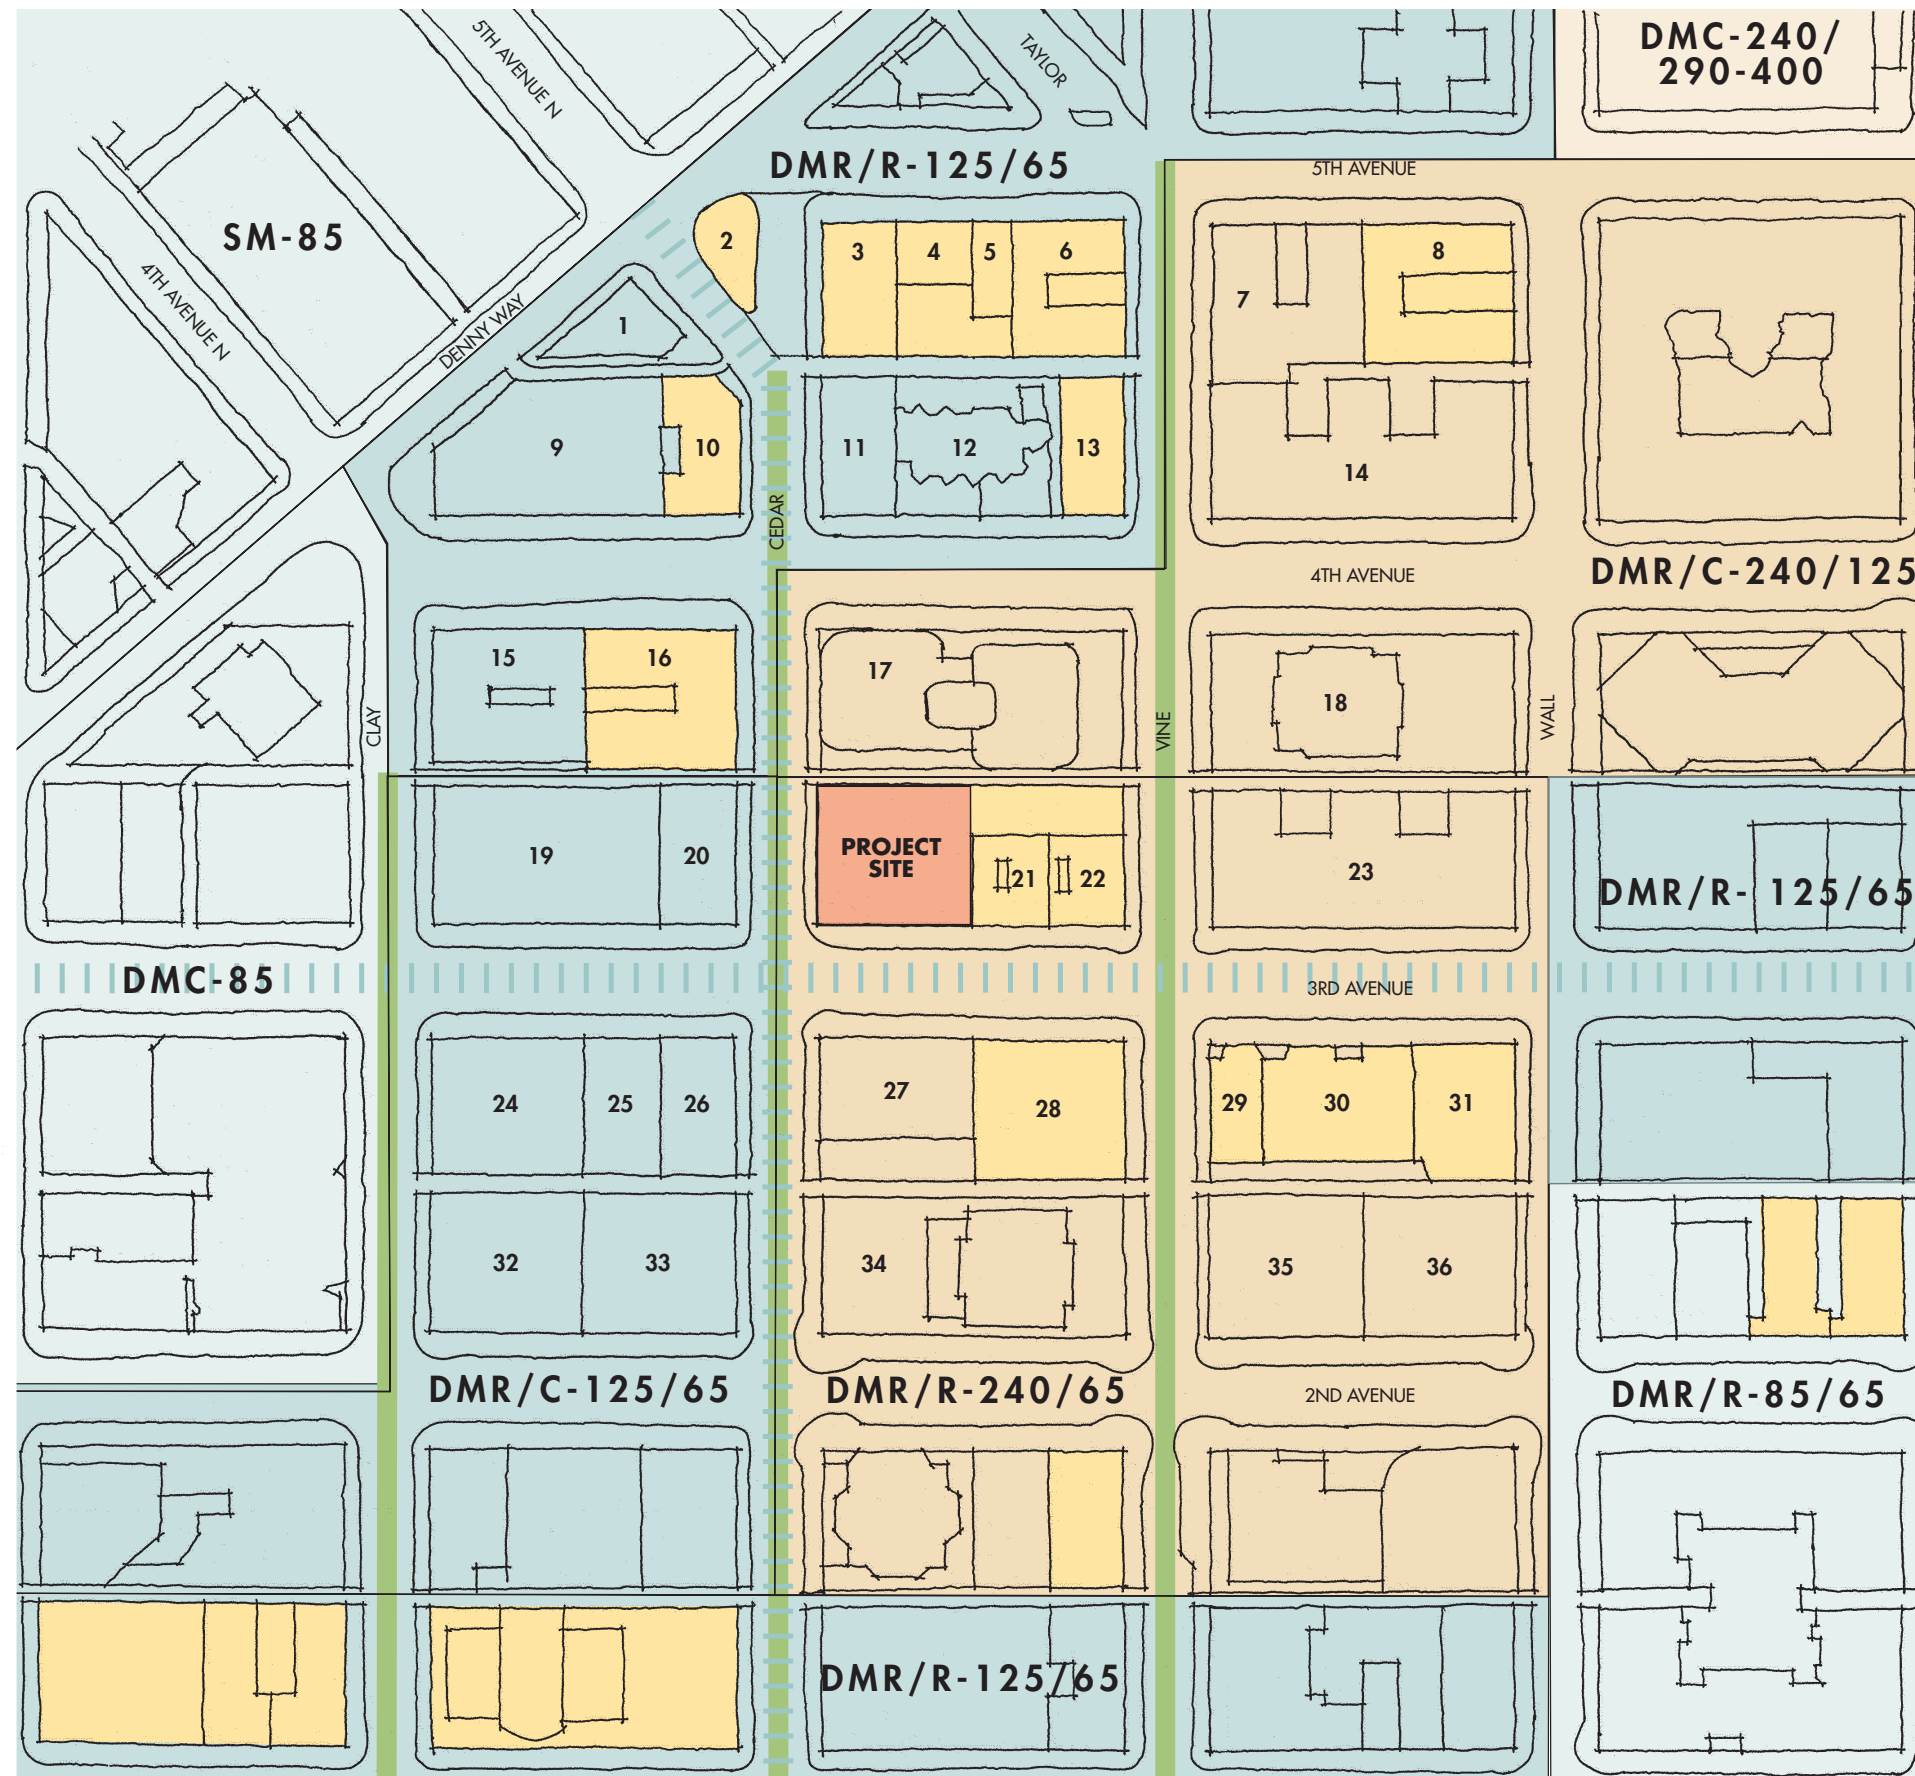 DMC-240/
290-400
5TH AVENUE N
TAYLOR
DMR/R-125/65
5TH AVENUE
SM-85
4TH AVENUE N
DENNY WAY
1
2
3
4
5
6
7
8
9
10
11
12
13
14
CEDAR
4TH AVENUE
DMR/C-240/125
15
16
17
18
CLAY
VINE
WALL
19
20
PROJECT
SITE
21
22
23
DMR/R- 125/65
DMC-85
3RD AVENUE
24
25
26
27
28
29
30
31
32
33
34
35
36
DMR/C-125/65
DMR/R-240/65
2ND AVENUE
DMR/R-85/65
DMR/R-125/65